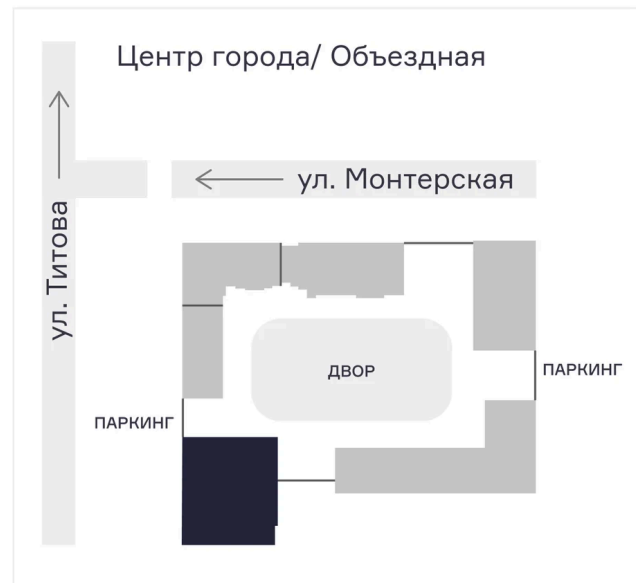 Центр города/ Объездная
ул. Монтерская
ул. Титова
ДВОР
ПАРКИНГ
ПАРКИНГ